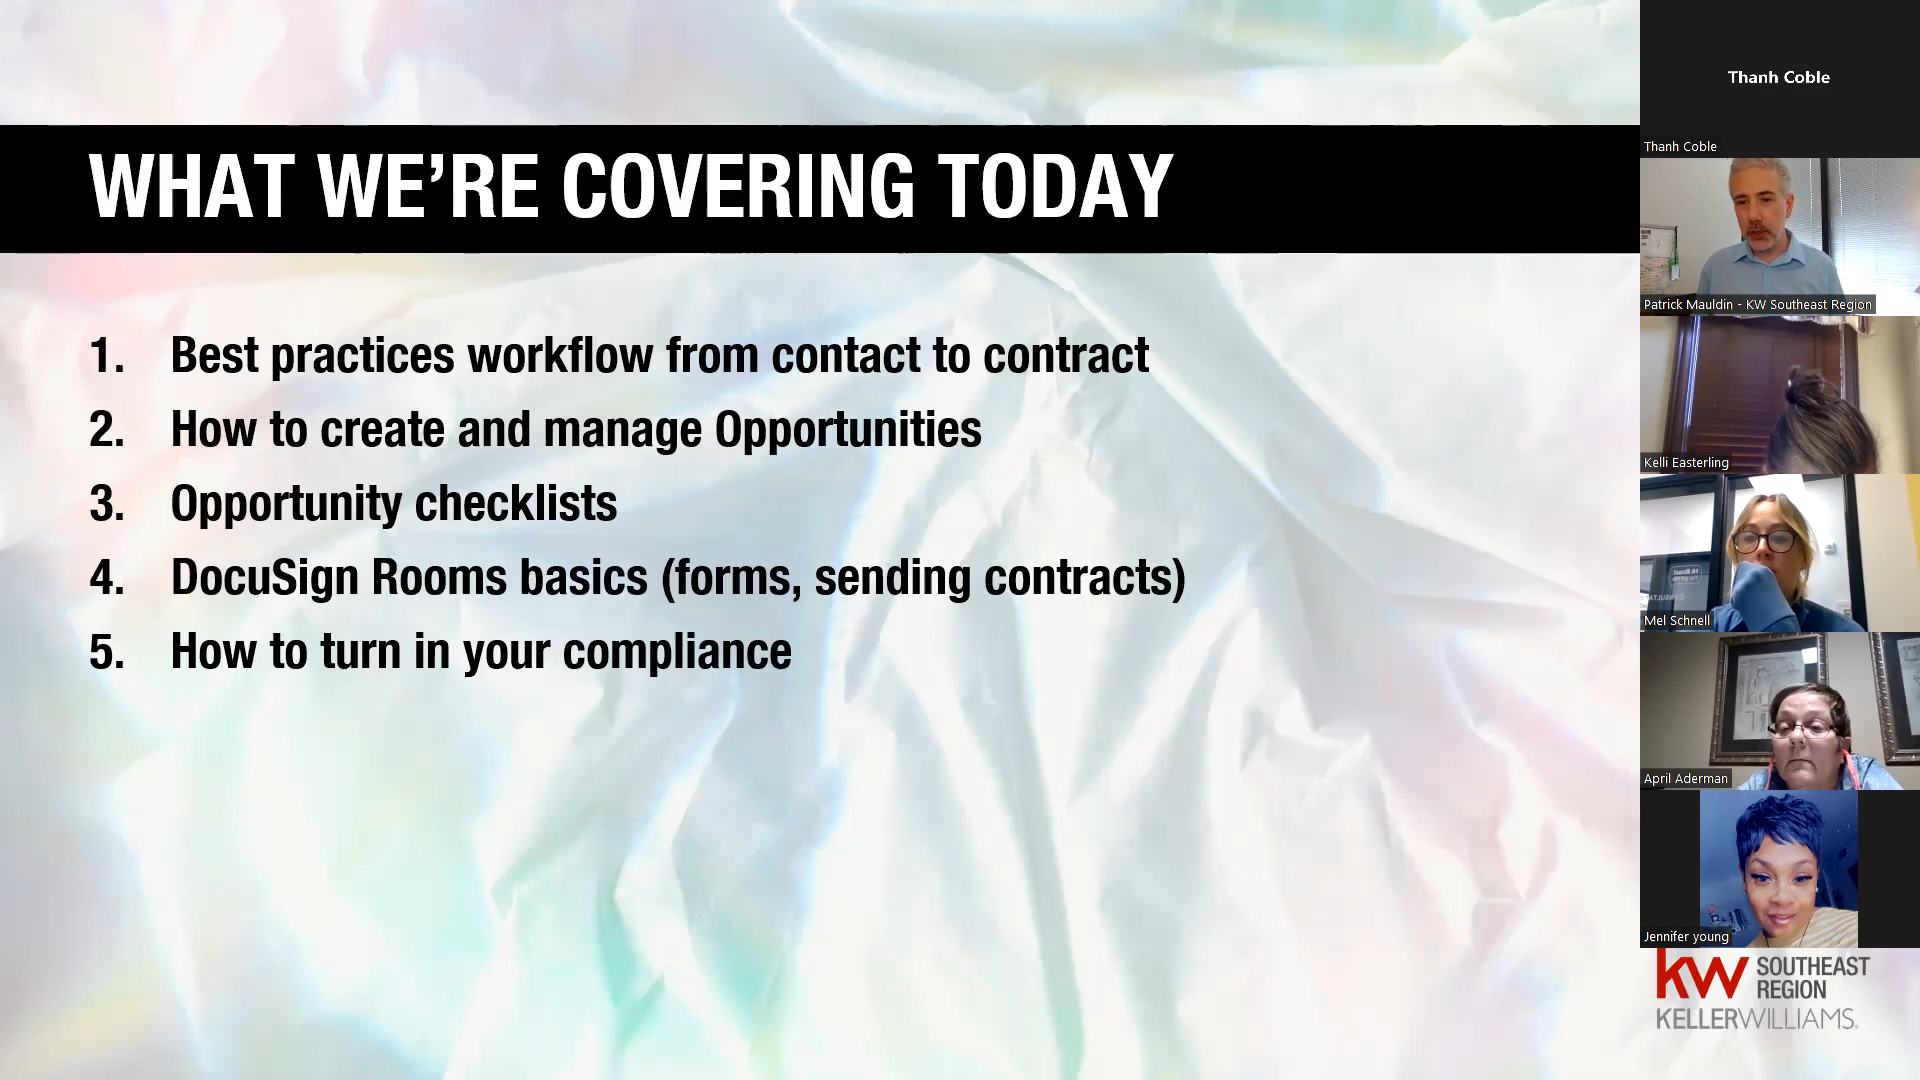 WHAT WE'RE COVERING TODAY
1. Best practices workflow from contact to contract
2. How to create and manage Opportunities
3. Opportunity checklists
4. DocuSign Rooms basics (forms, sending contracts)
5. How to turn in your compliance
Thanh Coble
Thanh Coble
Patrick Mauldin - KW Southeast Region
Kelli Easterling
Mel Schnell
April Aderman
Jennifer young
kw SOUTHEAST
REGION
KELLERWILLIAMS.